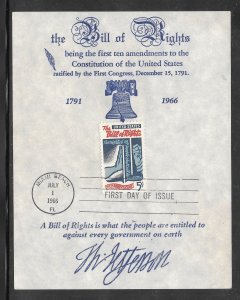 the Bill of Rights
being the first ten amendments to the
Constitution of the United States
ratified by the First Congress, December 15, 1791.
1791 1966
UNITED STATES
The Bill of Rights
5¢
MIAMI BEACH
JULY
1
1966
FL
FIRST DAY OF ISSUE
A Bill of Rights is what the people are entitled to
against every government on earth
Th: Jefferson